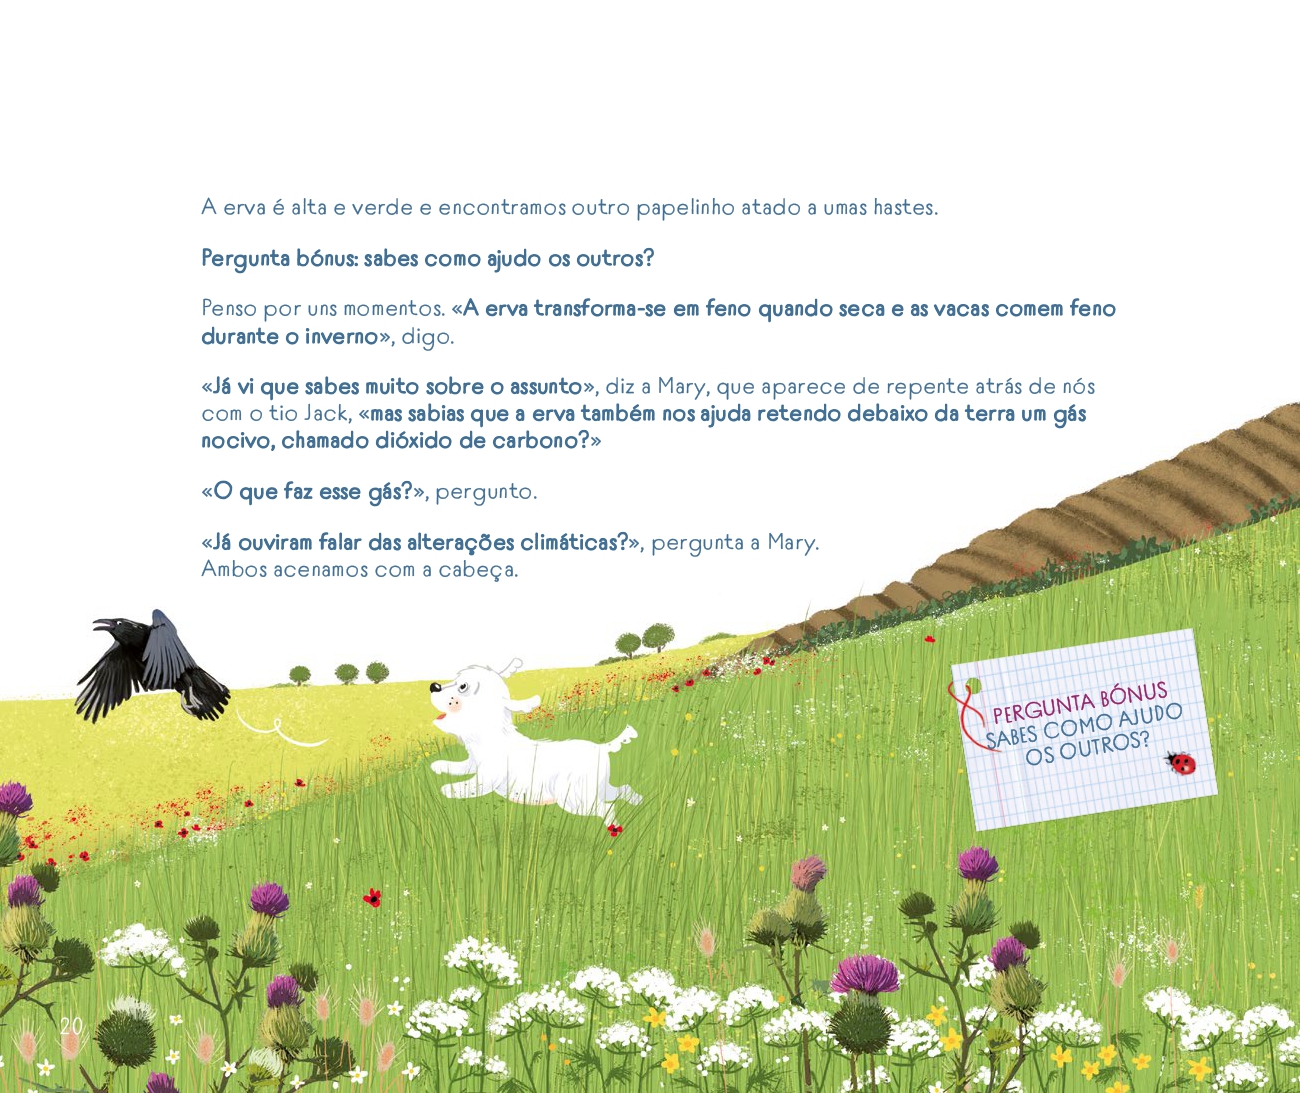 A erva é alta e verde e encontramos outro papelinho atado a umas hastes.
Pergunta bónus: sabes como ajudo os outros?
Penso por uns momentos. «A erva transforma-se em feno quando seca e as vacas comem feno
durante o inverno», digo.
«Já vi que sabes muito sobre o assunto», diz a Mary, que aparece de repente atrás de nós
com o tio Jack, «mas sabias que a erva também nos ajuda retendo debaixo da terra um gás
nocivo, chamado dióxido de carbono?»
«O que faz esse gás?», pergunto.
«Já ouviram falar das alterações climáticas?», pergunta a Mary.
Ambos acenamos com a cabeça.
PERGUNTA BÓNUS
SABES COMO AJUDO
OS OUTROS?
20